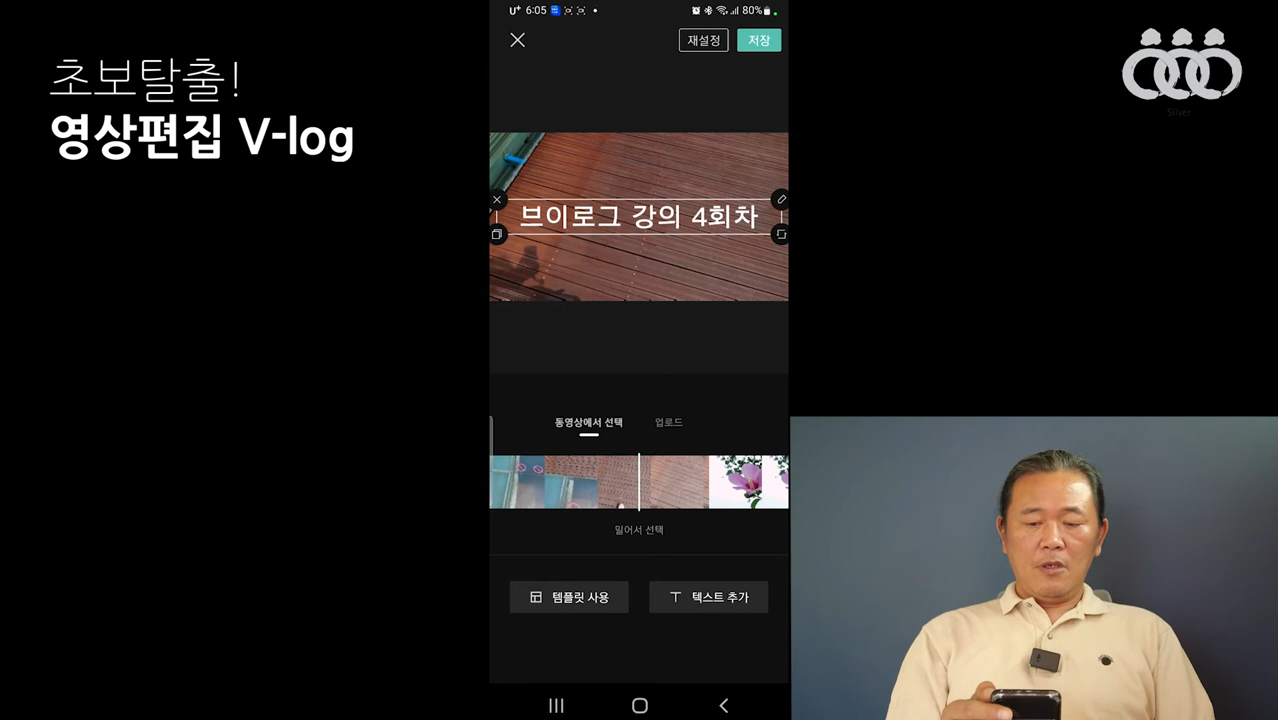 초보탈출!
영상편집 V-log
U+ 6:05
80%
재설정
저장
브이로그 강의 4회차
동영상에서 선택
업로드
밀어서 선택
템플릿 사용
텍스트 추가
Silver